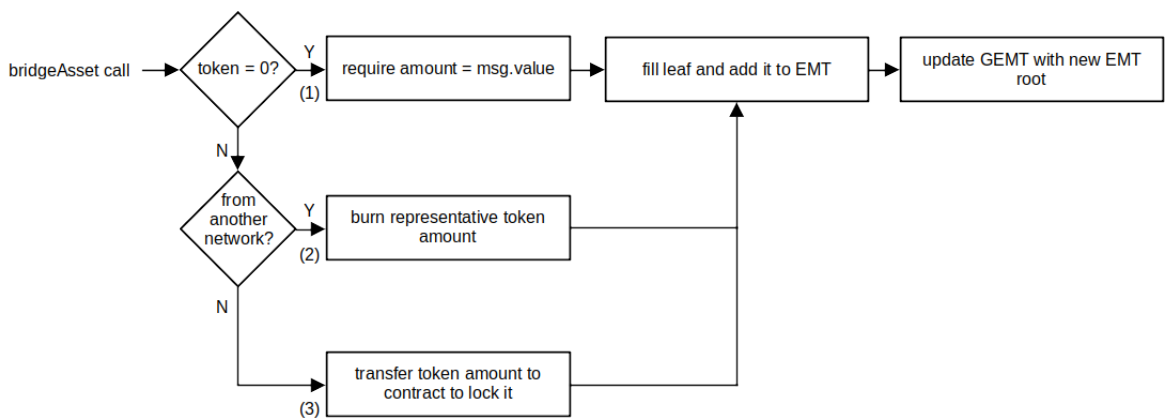 bridgeAsset call
token = 0?
Y
(1)
require amount = msg.value
fill leaf and add it to EMT
update GEMT with new EMT
root
N
from
another
network?
Y
(2)
burn representative token
amount
N
(3)
transfer token amount to
contract to lock it